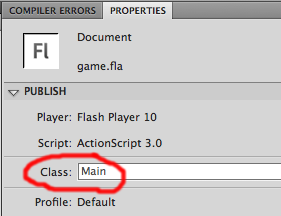 COMPILER ERRORS PROPERTIES
Fl
Document
game.fla
PUBLISH
Player: Flash Player 10
Script: ActionScript 3.0
Class: Main
Profile: Default